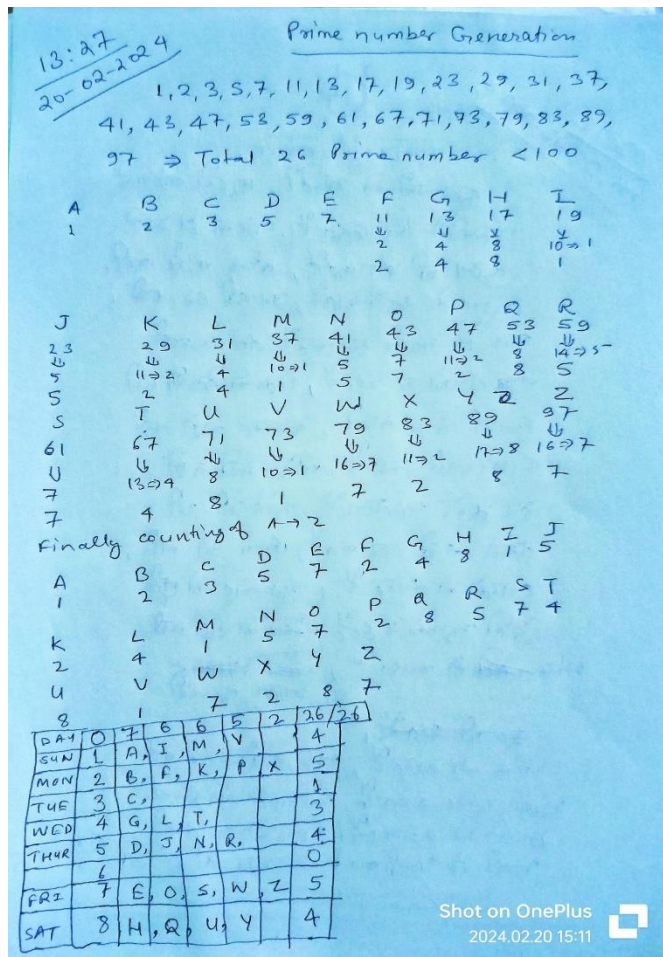 13:27
20-02-2024
Prime number Generation
1, 2, 3, 5, 7, 11, 13, 17, 19, 23, 29, 31, 37,
41, 43, 47, 53, 59, 61, 67, 71, 73, 79, 83, 89,
97 ⇒ Total 26 Prime number <100
A B C D E F G H I
1 2 3 5 7 11 13 17 19
⇓ ⇓ ⇓ ⇓
2 4 8 10⇒1
2 4 8 1
J K L M N O P Q R
23 29 31 37 41 43 47 53 59
⇓ ⇓ ⇓ ⇓ ⇓ ⇓ ⇓ ⇓ ⇓
5 11⇒2 4 10⇒1 5 7 11⇒2 8 14⇒5
5 2 4 1 5 7 2 8 5
S T U V W X Y Z
61 67 71 73 79 83 89 97
⇓ ⇓ ⇓ ⇓ ⇓ ⇓ ⇓ ⇓
7 13⇒4 8 10⇒1 16⇒7 11⇒2 17⇒8 16⇒7
7 4 8 1 7 2 8 7
Finally counting of A→Z
A B C D E F G H I J
1 2 3 5 7 2 4 8 1 5
K L M N O P Q R S T
2 4 1 5 7 2 8 5 7 4
U V W X Y Z
8 1 7 2 8 7
DAY 0 7 6 6 5 2 26/26
SUN 1 A, I, M, V 4
MON 2 B, F, K, P X 5
TUE 3 C, 1
WED 4 G, L, T, 3
THUR 5 D, J, N, R, 4
6 0
FRI 7 E, O, S, W, Z 5
SAT 8 H, Q, U, Y 4
Shot on OnePlus
2024.02.20 15:11